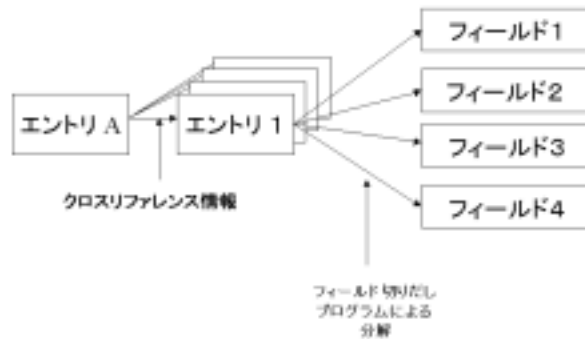 フィールド1
フィールド2
エントリ A
エントリ 1
フィールド3
クロスリファレンス情報
フィールド4
フィールド切りだし
プログラムによる
分解